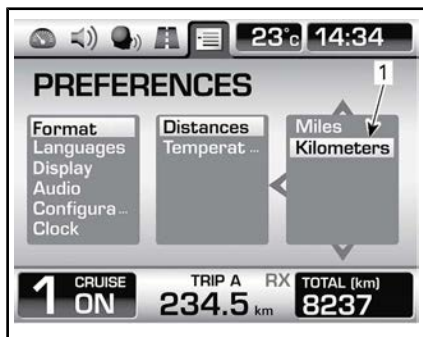 23°c 14:34
PREFERENCES
1
Format
Languages
Display
Audio
Configura...
Clock
Distances
Temperat...
Miles
Kilometers
1 CRUISE ON
TRIP A
234.5 km
RX
TOTAL (km)
8237